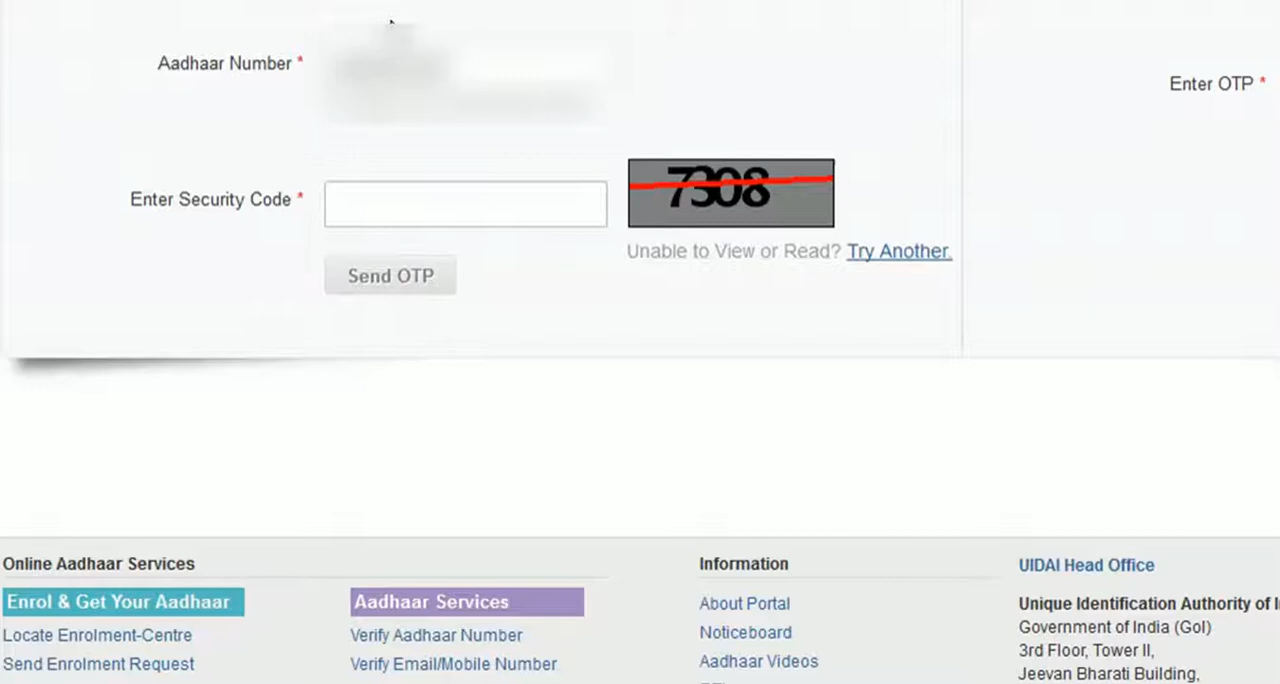 Aadhaar Number *
Enter OTP *
Enter Security Code *
7308
Unable to View or Read? Try Another.
Send OTP
Online Aadhaar Services
Enrol & Get Your Aadhaar
Locate Enrolment-Centre
Send Enrolment Request
Aadhaar Services
Verify Aadhaar Number
Verify Email/Mobile Number
Information
About Portal
Noticeboard
Aadhaar Videos
UIDAI Head Office
Unique Identification Authority of
Government of India (GoI)
3rd Floor, Tower II,
Jeevan Bharati Building,